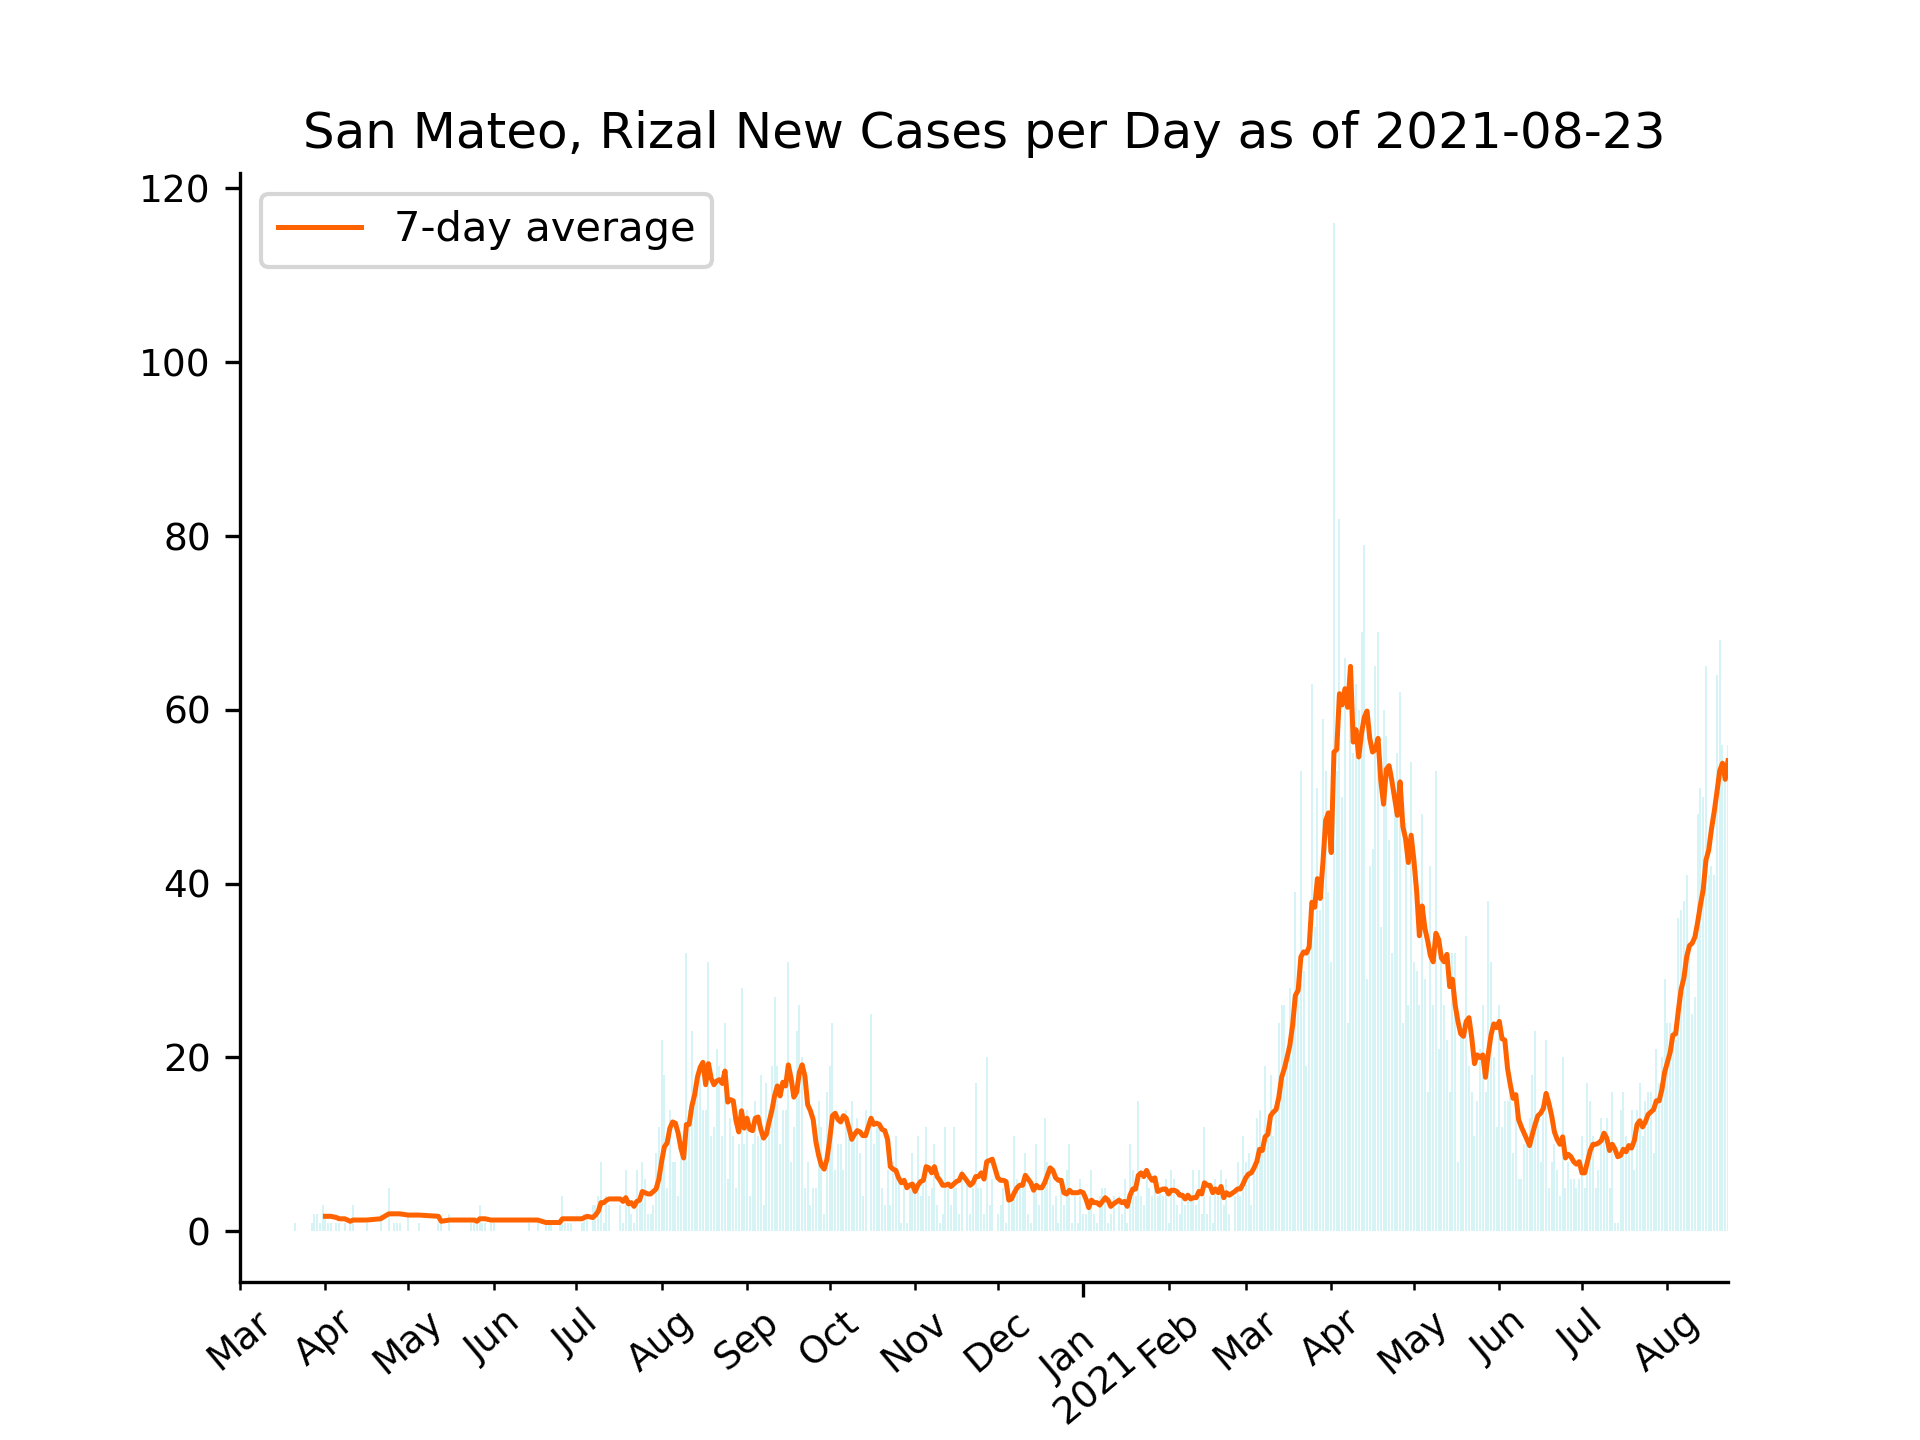 San Mateo, Rizal New Cases per Day as of 2021-08-23
7-day average
120
100
80
60
40
20
0
Mar Apr May Jun Jul Aug Sep Oct Nov Dec Jan Feb Mar Apr May Jun Jul Aug
2021